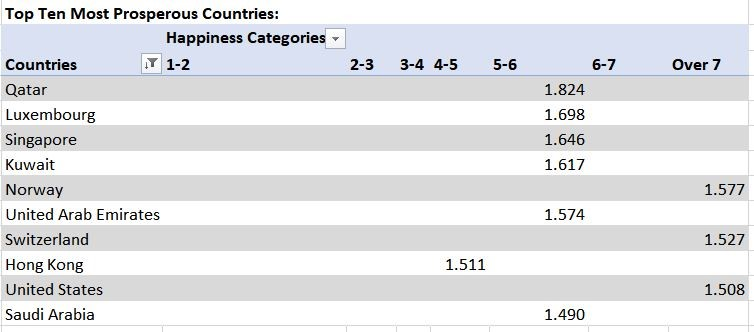 Top Ten Most Prosperous Countries:
Happiness Categories
Countries 1-2 2-3 3-4 4-5 5-6 6-7 Over 7
Qatar 1.824
Luxembourg 1.698
Singapore 1.646
Kuwait 1.617
Norway 1.577
United Arab Emirates 1.574
Switzerland 1.527
Hong Kong 1.511
United States 1.508
Saudi Arabia 1.490